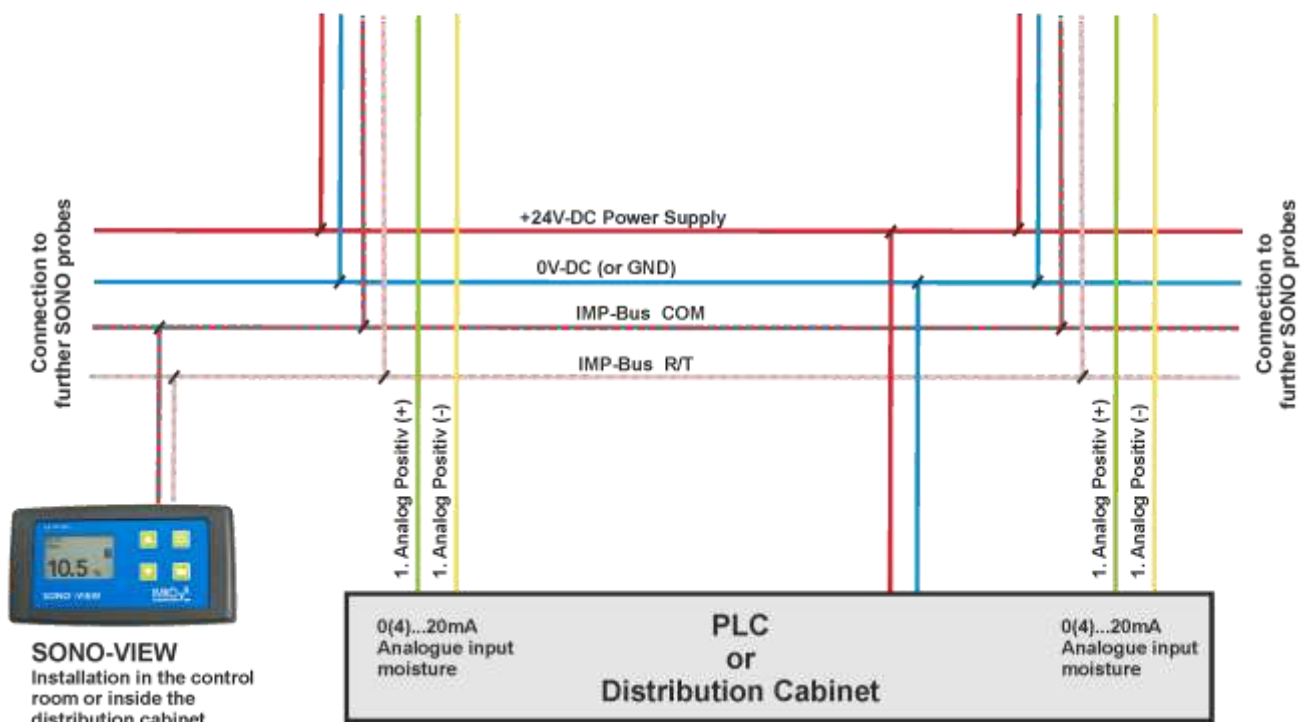 +24V-DC Power Supply
0V-DC (or GND)
IMP-Bus COM
IMP-Bus R/T
Connection to
further SONO probes
Connection to
further SONO probes
1. Analog Positiv (+)
1. Analog Positiv (-)
1. Analog Positiv (+)
1. Analog Positiv (-)
10.5 %
SONO-VIEW
IMKO
SONO-VIEW
Installation in the control
room or inside the
distribution cabinet
0(4)...20mA
Analogue input
moisture
PLC
or
Distribution Cabinet
0(4)...20mA
Analogue input
moisture